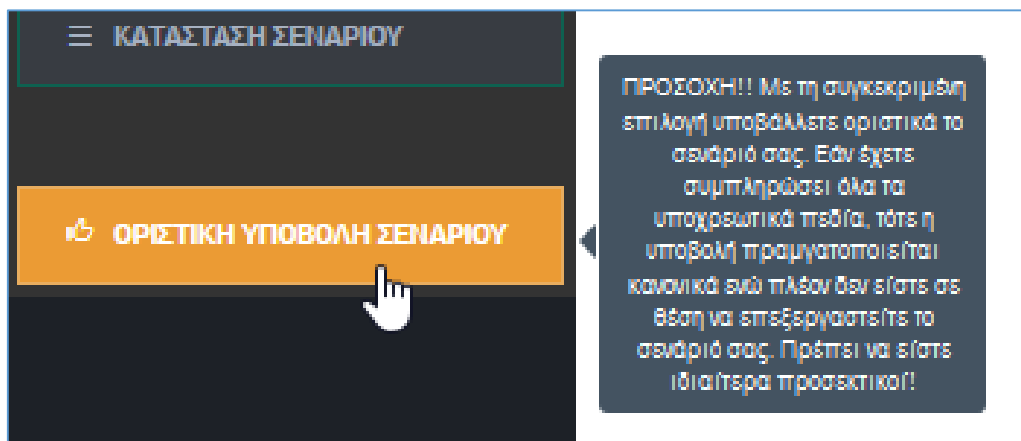 ΚΑΤΑΣΤΑΣΗ ΣΕΝΑΡΙΟΥ
ΟΡΙΣΤΙΚΗ ΥΠΟΒΟΛΗ ΣΕΝΑΡΙΟΥ
ΠΡΟΣΟΧΗ!! Με τη συγκεκριμένη
επιλογή υποβάλλετε οριστικά το
σενάριό σας. Εάν έχετε
συμπληρώσει όλα τα
υποχρεωτικά πεδία, τότε η
υποβολή πραμγατοποιείται
κανονικά ενώ πλέον δεν είστε σε
θέση να επεξεργαστείτε το
σενάριό σας. Πρέπει να είστε
ιδιαίτερα προσεκτικοί!